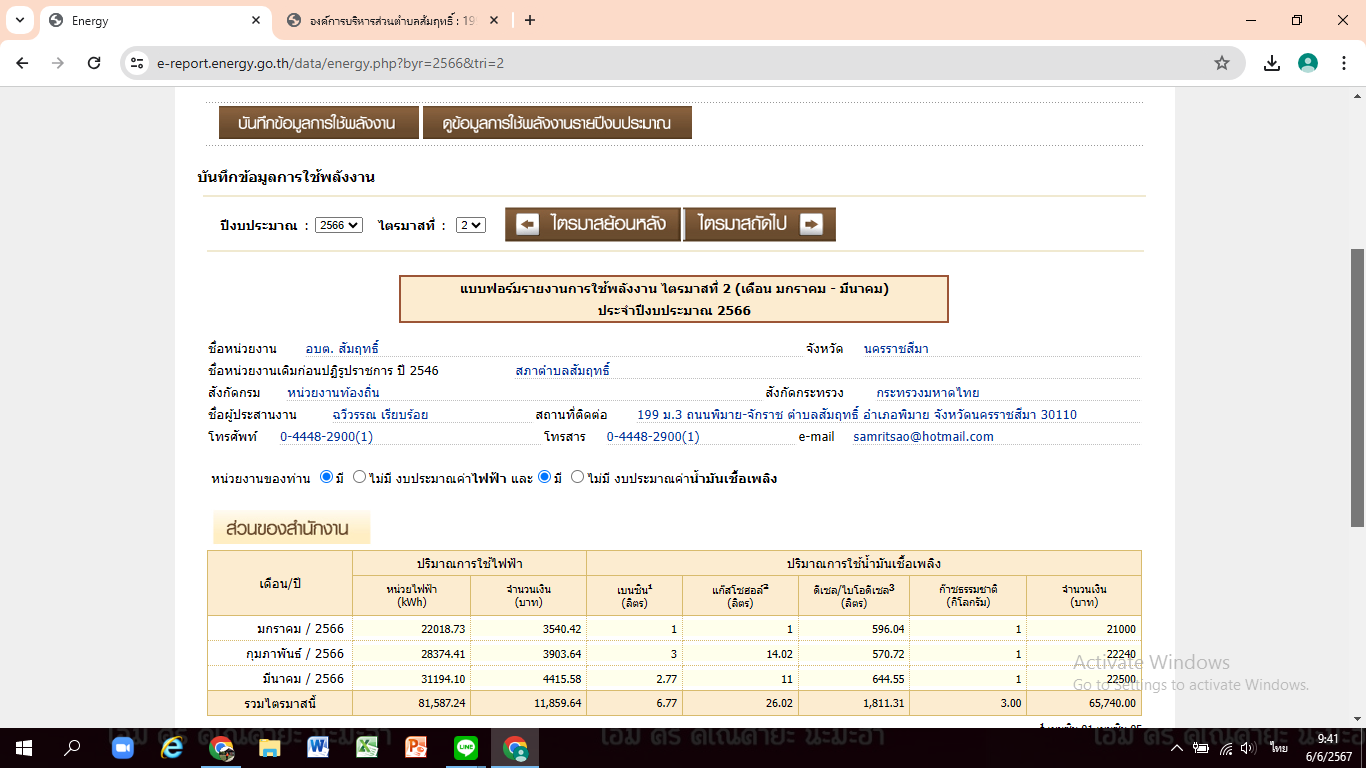 Energy
องค์การบริหารส่วนตำบลสัมฤทธิ์ : 199
e-report.energy.go.th/data/energy.php?byr=2566&tri=2
บันทึกข้อมูลการใช้พลังงาน ดูข้อมูลการใช้พลังงานรายปีงบประมาณ
บันทึกข้อมูลการใช้พลังงาน
ปีงบประมาณ : 2566 ไตรมาสที่ : 2 ไตรมาสย้อนหลัง ไตรมาสถัดไป
แบบฟอร์มรายงานการใช้พลังงาน ไตรมาสที่ 2 (เดือน มกราคม - มีนาคม)
ประจำปีงบประมาณ 2566
ชื่อหน่วยงาน อบต. สัมฤทธิ์ จังหวัด นครราชสีมา
ชื่อหน่วยงานเดิมก่อนปฏิรูปราชการ ปี 2546 สภาตำบลสัมฤทธิ์
สังกัดกรม หน่วยงานท้องถิ่น สังกัดกระทรวง กระทรวงมหาดไทย
ชื่อผู้ประสานงาน ฉวีวรรณ เรียบร้อย สถานที่ติดต่อ 199 ม.3 ถนนพิมาย-จักราช ตำบลสัมฤทธิ์ อำเภอพิมาย จังหวัดนครราชสีมา 30110
โทรศัพท์ 0-4448-2900(1) โทรสาร 0-4448-2900(1) e-mail samritsao@hotmail.com
หน่วยงานของท่าน มี ไม่มี งบประมาณค่าไฟฟ้า และ มี ไม่มี งบประมาณค่าน้ำมันเชื้อเพลิง
ส่วนของสำนักงาน
เดือน/ปี ปริมาณการใช้ไฟฟ้า ปริมาณการใช้น้ำมันเชื้อเพลิง
หน่วยไฟฟ้า (kWh) จำนวนเงิน (บาท) เบนซิน1 (ลิตร) แก๊สโซฮอล์2 (ลิตร) ดีเซล/ไบโอดีเซล3 (ลิตร) ก๊าซธรรมชาติ (กิโลกรัม) จำนวนเงิน (บาท)
มกราคม / 2566 22018.73 3540.42 1 1 596.04 1 21000
กุมภาพันธ์ / 2566 28374.41 3903.64 3 14.02 570.72 1 22240
มีนาคม / 2566 31194.10 4415.58 2.77 11 644.55 1 22500
รวมไตรมาสนี้ 81,587.24 11,859.64 6.77 26.02 1,811.31 3.00 65,740.00
Activate Windows
Go to Settings to activate Windows.
LINE
ไทย
9:41
6/6/2567